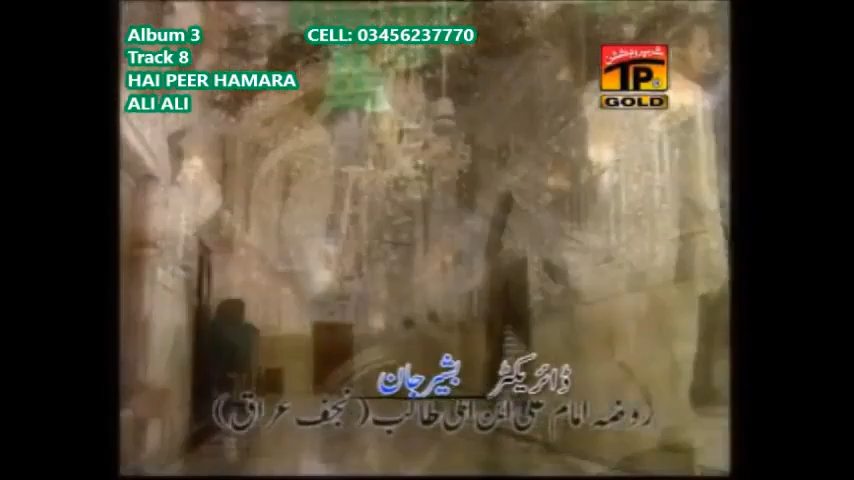 Album 3
CELL: 03456237770
Track 8
HAI PEER HAMARA
ALI ALI
TP
GOLD
ڈائریکٹر بشیر جان
روضہ امام علی ابن ابی طالب (نجف عراق)